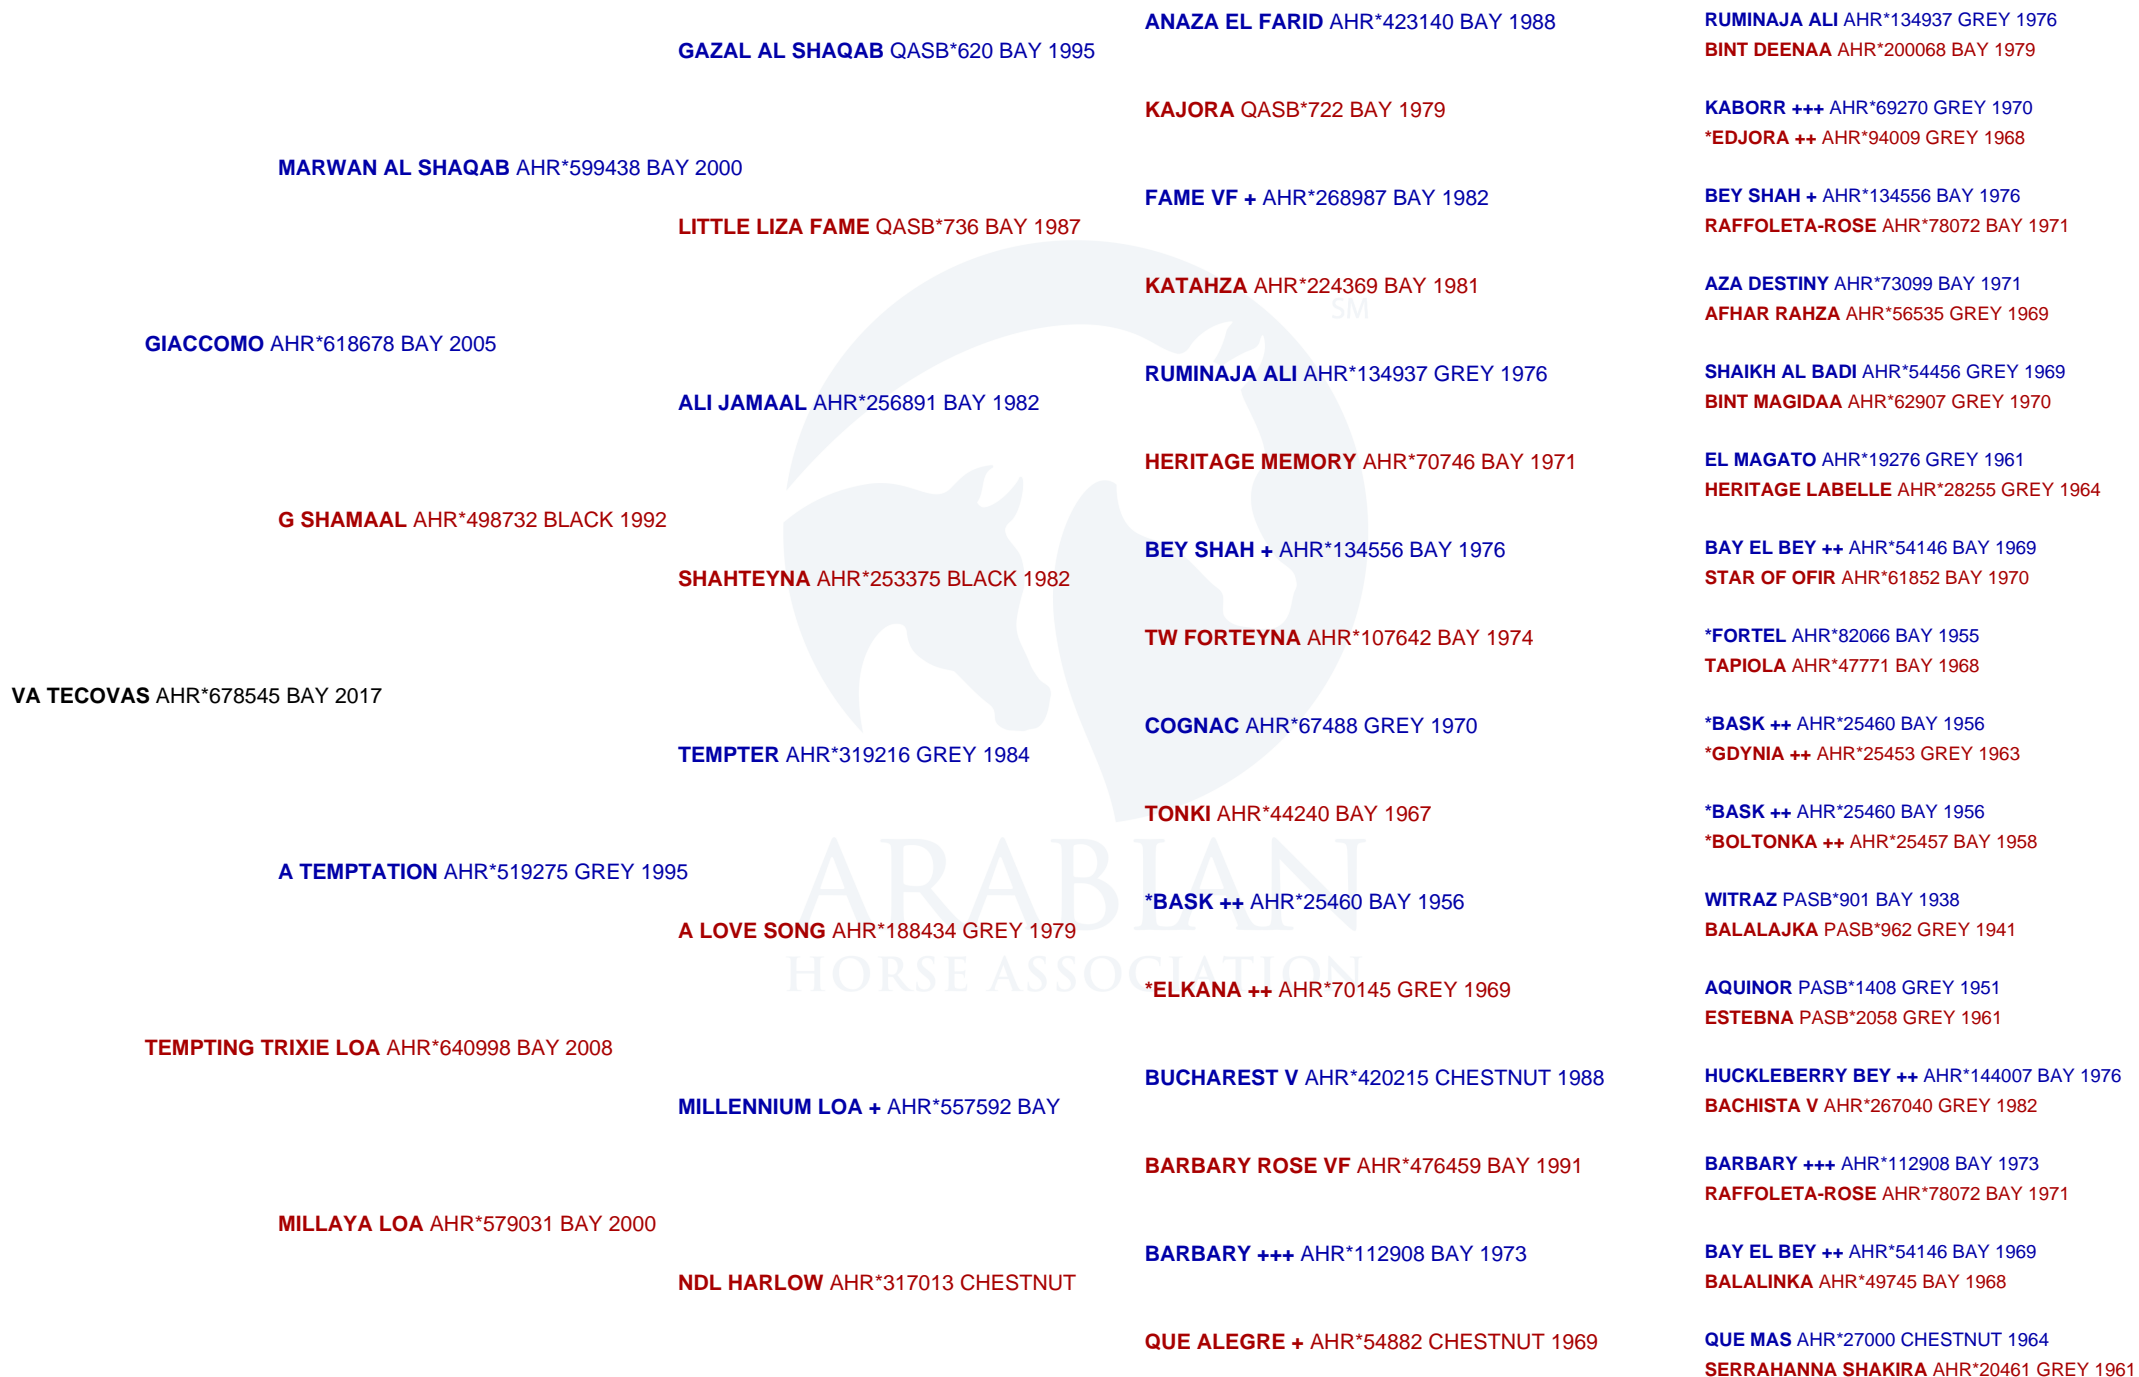 ANAZA EL FARID AHR*423140 BAY 1988
RUMINAJA ALI AHR*134937 GREY 1976
GAZAL AL SHAQAB QASB*620 BAY 1995
BINT DEENAA AHR*200068 BAY 1979
KAJORA QASB*722 BAY 1979
KABORR +++ AHR*69270 GREY 1970
*EDJORA ++ AHR*94009 GREY 1968
MARWAN AL SHAQAB AHR*599438 BAY 2000
FAME VF + AHR*268987 BAY 1982
BEY SHAH + AHR*134556 BAY 1976
LITTLE LIZA FAME QASB*736 BAY 1987
RAFFOLETA-ROSE AHR*78072 BAY 1971
KATAHZA AHR*224369 BAY 1981
AZA DESTINY AHR*73099 BAY 1971
SM
AFHAR RAHZA AHR*56535 GREY 1969
GIACCOMO AHR*618678 BAY 2005
RUMINAJA ALI AHR*134937 GREY 1976
SHAIKH AL BADI AHR*54456 GREY 1969
ALI JAMAAL AHR*256891 BAY 1982
BINT MAGIDAA AHR*62907 GREY 1970
HERITAGE MEMORY AHR*70746 BAY 1971
EL MAGATO AHR*19276 GREY 1961
HERITAGE LABELLE AHR*28255 GREY 1964
G SHAMAAL AHR*498732 BLACK 1992
BEY SHAH + AHR*134556 BAY 1976
BAY EL BEY ++ AHR*54146 BAY 1969
SHAHTEYNA AHR*253375 BLACK 1982
STAR OF OFIR AHR*61852 BAY 1970
TW FORTEYNA AHR*107642 BAY 1974
*FORTEL AHR*82066 BAY 1955
TAPIOLA AHR*47771 BAY 1968
VA TECOVAS AHR*678545 BAY 2017
COGNAC AHR*67488 GREY 1970
*BASK ++ AHR*25460 BAY 1956
TEMPTER AHR*319216 GREY 1984
*GDYNIA ++ AHR*25453 GREY 1963
TONKI AHR*44240 BAY 1967
*BASK ++ AHR*25460 BAY 1956
*BOLTONKA ++ AHR*25457 BAY 1958
A TEMPTATION AHR*519275 GREY 1995
ARABIAN
*BASK ++ AHR*25460 BAY 1956
WITRAZ PASB*901 BAY 1938
A LOVE SONG AHR*188434 GREY 1979
BALALAJKA PASB*962 GREY 1941
HORSE ASSOCIATION
*ELKANA ++ AHR*70145 GREY 1969
AQUINOR PASB*1408 GREY 1951
ESTEBNA PASB*2058 GREY 1961
TEMPTING TRIXIE LOA AHR*640998 BAY 2008
BUCHAREST V AHR*420215 CHESTNUT 1988
HUCKLEBERRY BEY ++ AHR*144007 BAY 1976
MILLENNIUM LOA + AHR*557592 BAY
BACHISTA V AHR*267040 GREY 1982
BARBARY ROSE VF AHR*476459 BAY 1991
BARBARY +++ AHR*112908 BAY 1973
RAFFOLETA-ROSE AHR*78072 BAY 1971
MILLAYA LOA AHR*579031 BAY 2000
BARBARY +++ AHR*112908 BAY 1973
BAY EL BEY ++ AHR*54146 BAY 1969
NDL HARLOW AHR*317013 CHESTNUT
BALALINKA AHR*49745 BAY 1968
QUE ALEGRE + AHR*54882 CHESTNUT 1969
QUE MAS AHR*27000 CHESTNUT 1964
SERRAHANNA SHAKIRA AHR*20461 GREY 1961